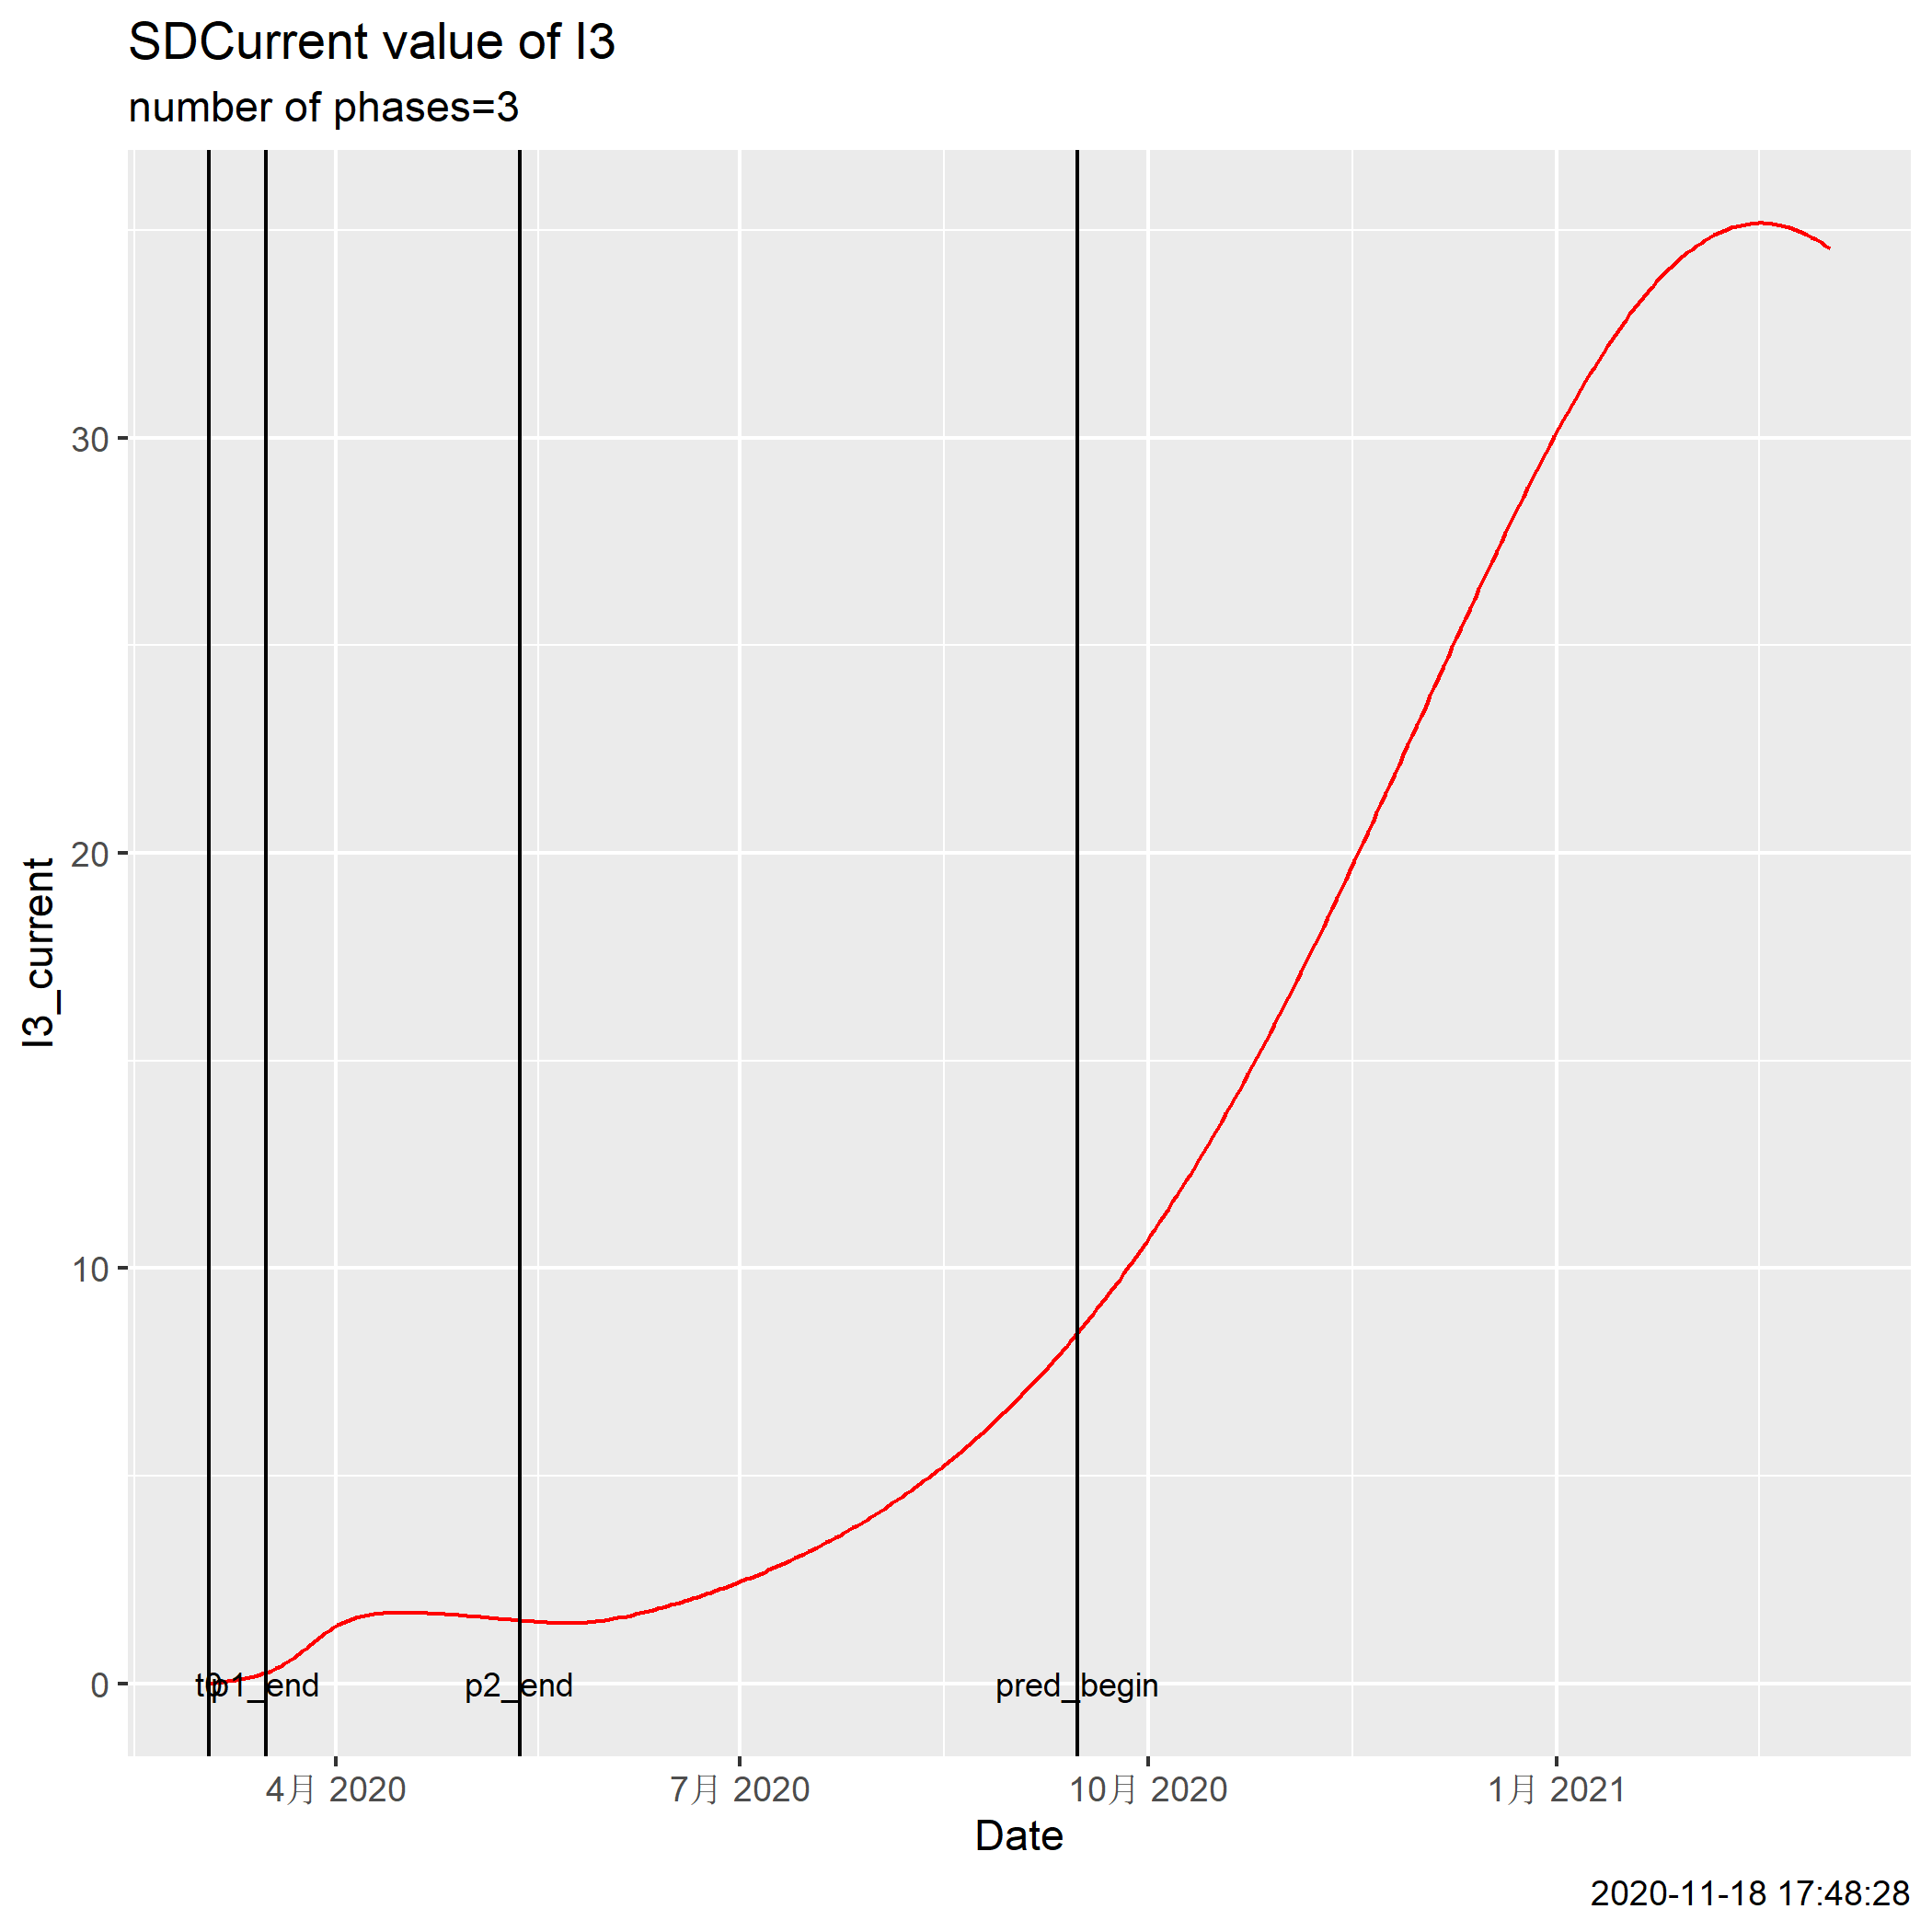 SDCurrent value of I3
number of phases=3
I3_current
30
20
10
0
t0
p1_end
p2_end
pred_begin
4月 2020
7月 2020
10月 2020
1月 2021
Date
2020-11-18 17:48:28